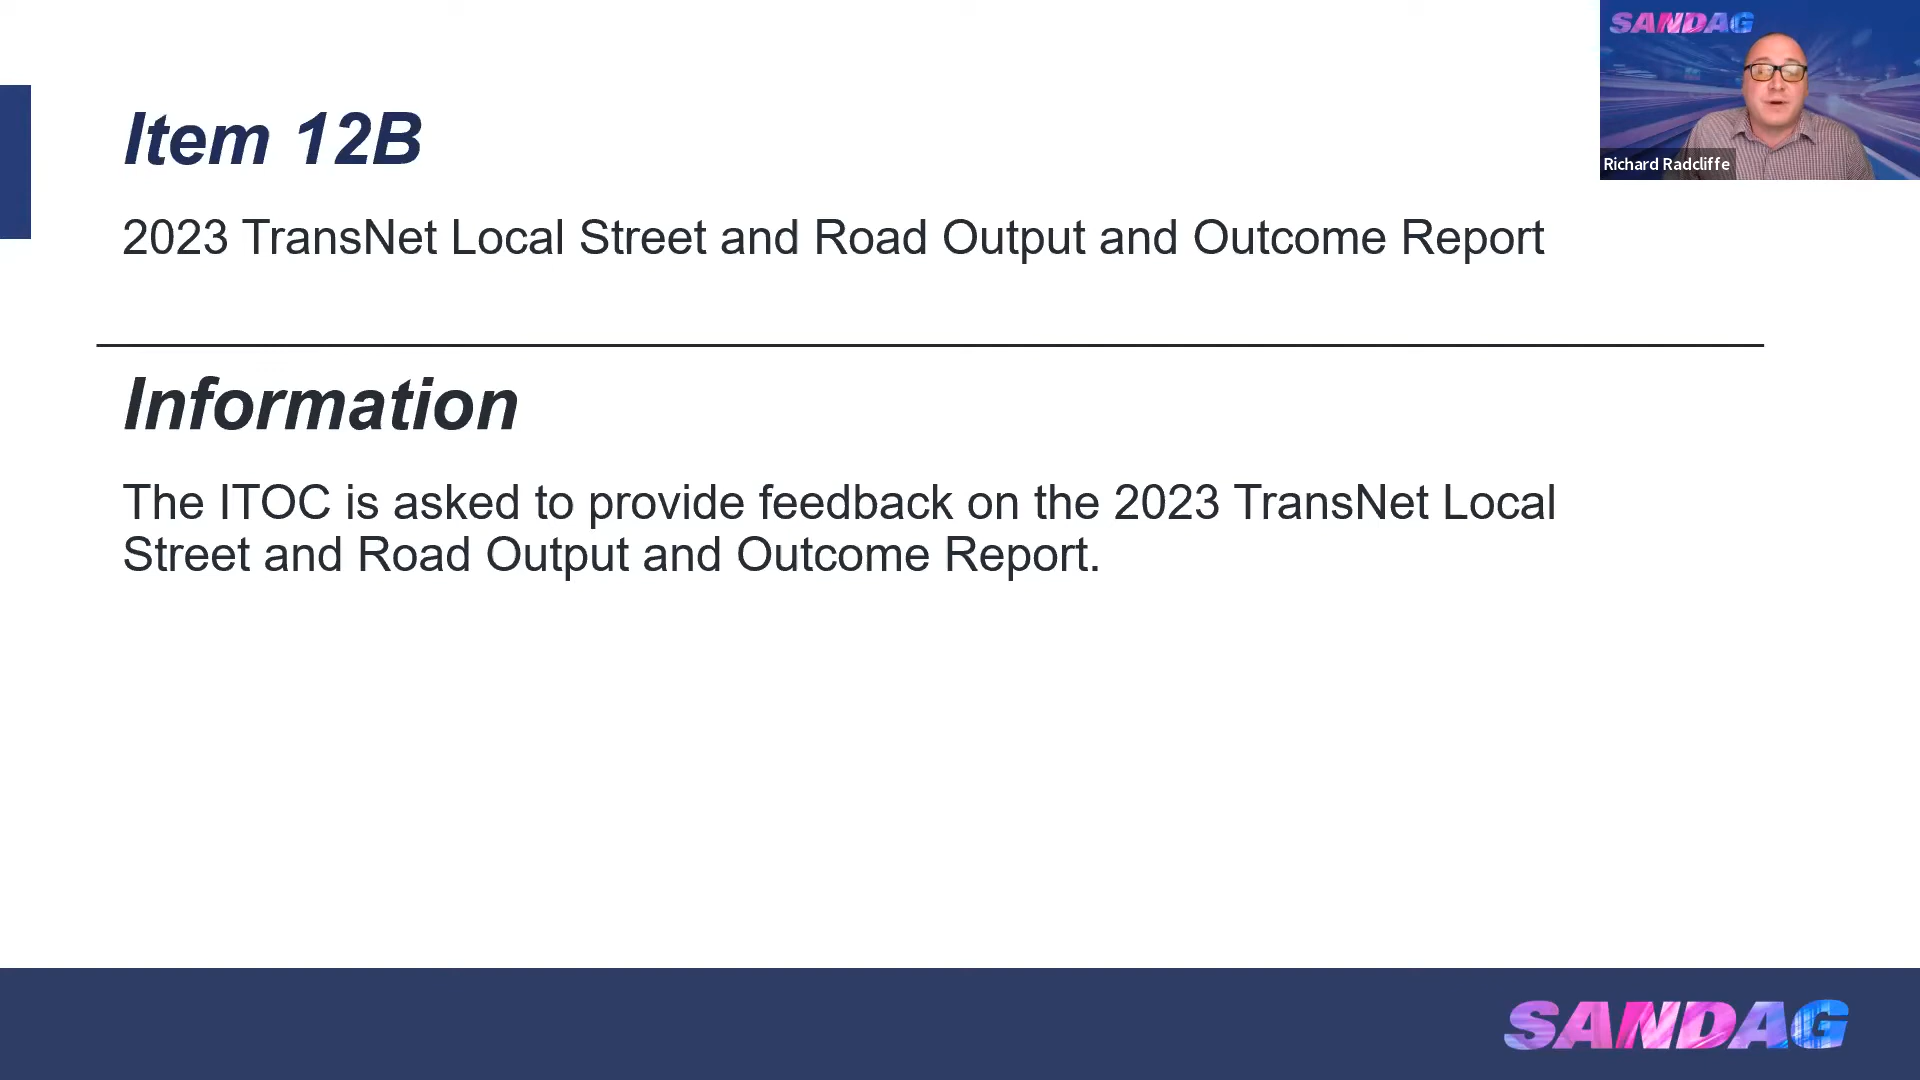 SANDAG
Richard Radcliffe
Item 12B
2023 TransNet Local Street and Road Output and Outcome Report
Information
The ITOC is asked to provide feedback on the 2023 TransNet Local
Street and Road Output and Outcome Report.
SANDAG